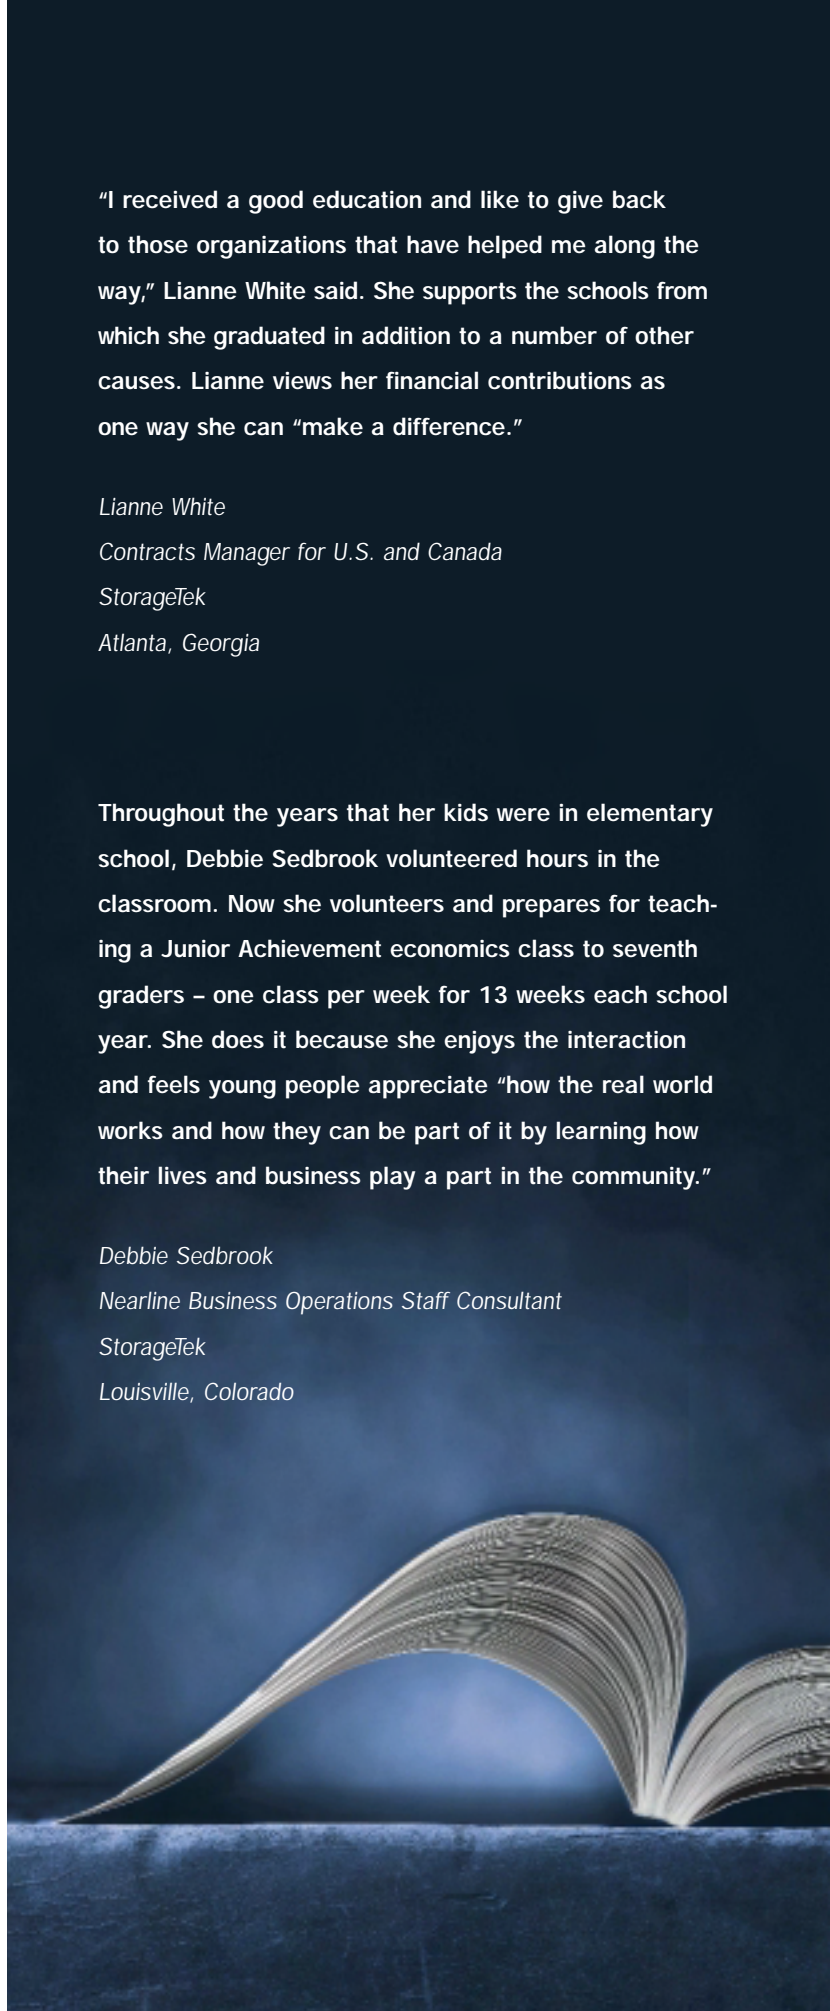 “I received a good education and like to give back
to those organizations that have helped me along the
way,” Lianne White said. She supports the schools from
which she graduated in addition to a number of other
causes. Lianne views her financial contributions as
one way she can “make a difference.”
Lianne White
Contracts Manager for U.S. and Canada
StorageTek
Atlanta, Georgia
Throughout the years that her kids were in elementary
school, Debbie Sedbrook volunteered hours in the
classroom. Now she volunteers and prepares for teach-
ing a Junior Achievement economics class to seventh
graders – one class per week for 13 weeks each school
year. She does it because she enjoys the interaction
and feels young people appreciate “how the real world
works and how they can be part of it by learning how
their lives and business play a part in the community.”
Debbie Sedbrook
Nearline Business Operations Staff Consultant
StorageTek
Louisville, Colorado